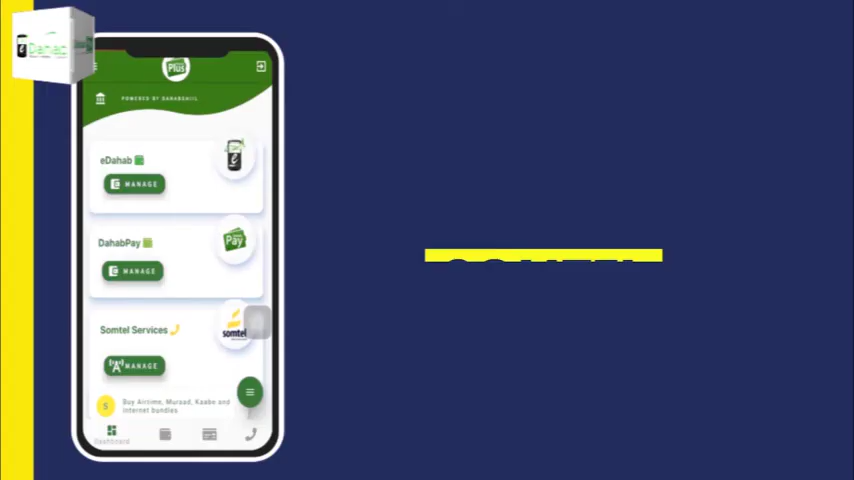 eDahab
Plus
POWERED BY DAHABSHIIL
eDahab
MANAGE
DahabPay
Pay
MANAGE
Somtel Services
somtel
MANAGE
Buy Airtime, Muraad, Kaabe and
internet bundles
Dashboard